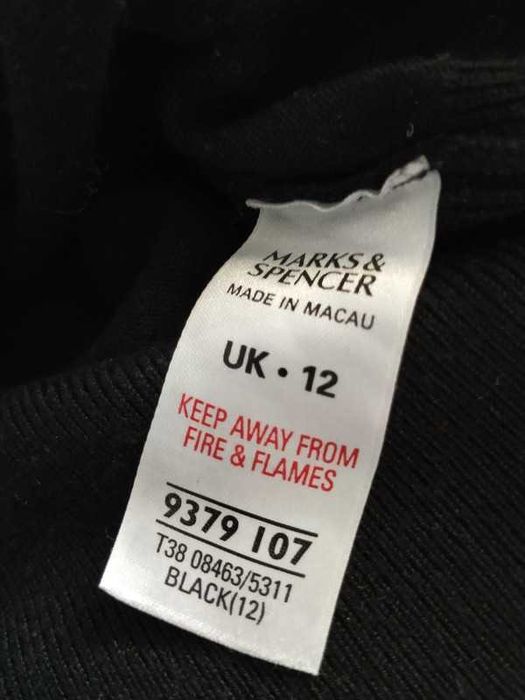 MARKS &
SPENCER
MADE IN MACAU
UK • 12
KEEP AWAY FROM
FIRE & FLAMES
9379 107
T38 08463/5311
BLACK(12)